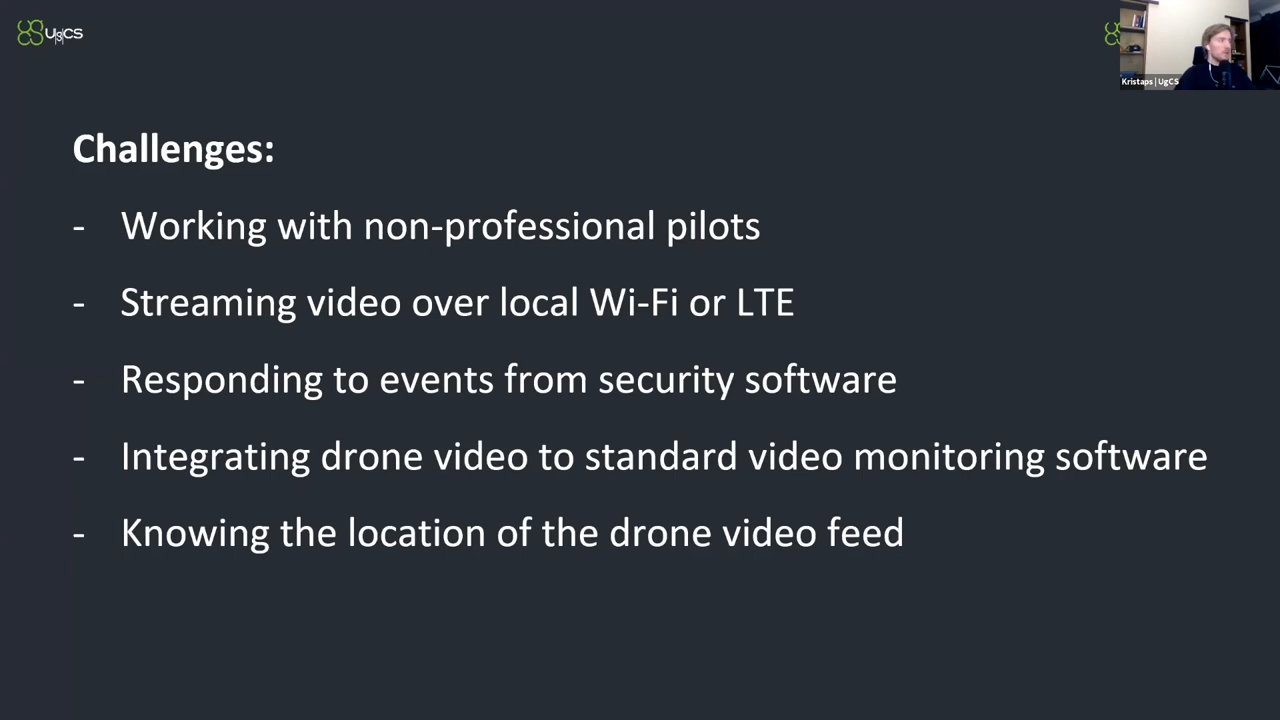 UgCS
Kristaps | UgCS
Challenges:
- Working with non-professional pilots
- Streaming video over local Wi-Fi or LTE
- Responding to events from security software
- Integrating drone video to standard video monitoring software
- Knowing the location of the drone video feed